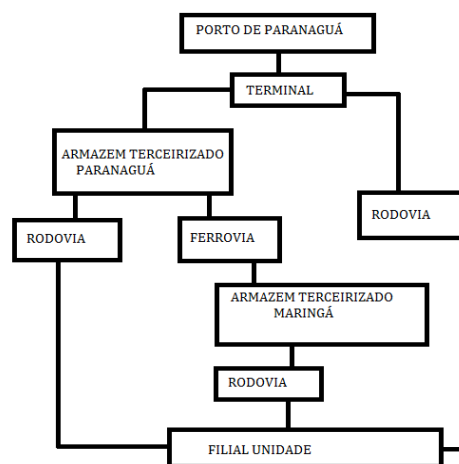 PORTO DE PARANAGUÁ
TERMINAL
ARMAZEM TERCEIRIZADO
PARANAGUÁ
RODOVIA
FERROVIA
RODOVIA
ARMAZEM TERCEIRIZADO
MARINGÁ
RODOVIA
FILIAL UNIDADE